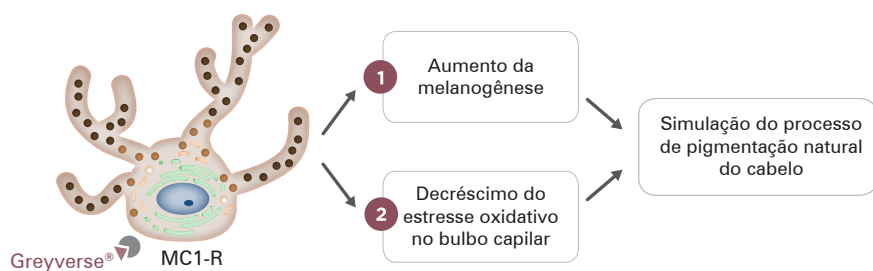 1
Aumento da
melanogênese
Simulação do processo
de pigmentação natural
do cabelo
2
Decréscimo do
estresse oxidativo
no bulbo capilar
Greyverse®
MC1-R